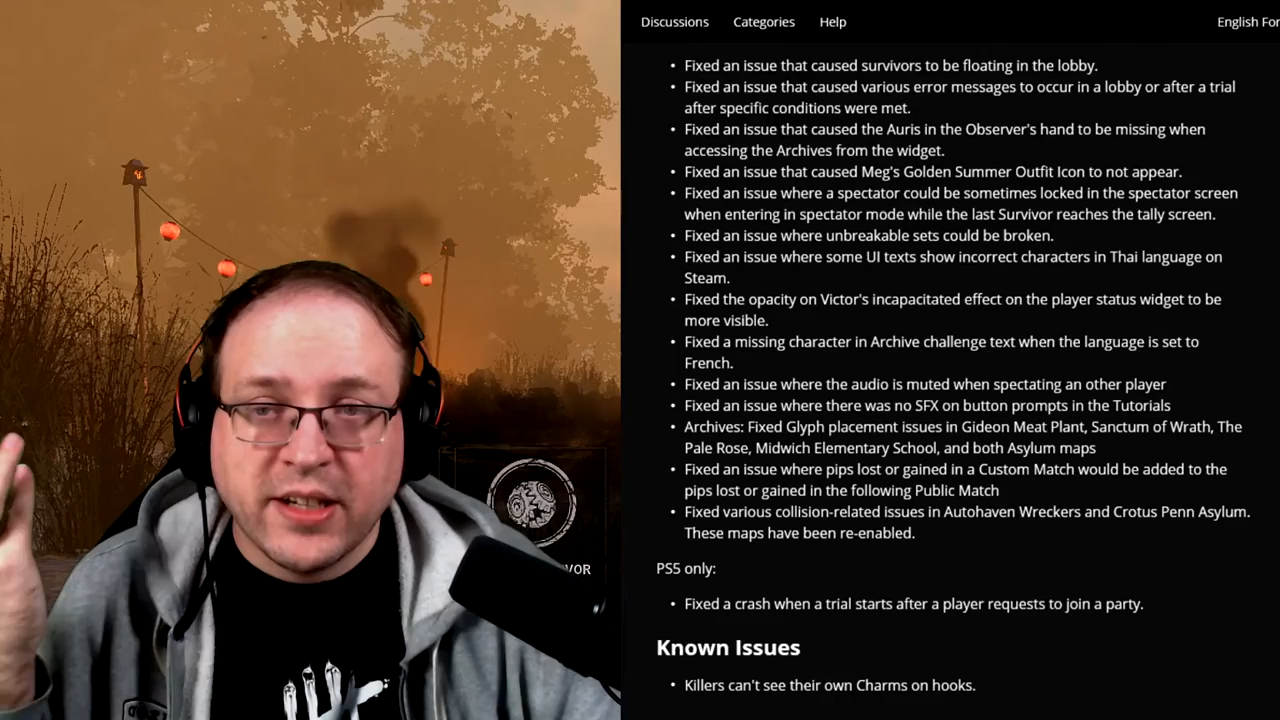 Discussions Categories Help English For
• Fixed an issue that caused survivors to be floating in the lobby.
• Fixed an issue that caused various error messages to occur in a lobby or after a trial
after specific conditions were met.
• Fixed an issue that caused the Auris in the Observer's hand to be missing when
accessing the Archives from the widget.
• Fixed an issue that caused Meg's Golden Summer Outfit Icon to not appear.
• Fixed an issue where a spectator could be sometimes locked in the spectator screen
when entering in spectator mode while the last Survivor reaches the tally screen.
• Fixed an issue where unbreakable sets could be broken.
• Fixed an issue where some UI texts show incorrect characters in Thai language on
Steam.
• Fixed the opacity on Victor's incapacitated effect on the player status widget to be
more visible.
• Fixed a missing character in Archive challenge text when the language is set to
French.
• Fixed an issue where the audio is muted when spectating an other player
• Fixed an issue where there was no SFX on button prompts in the Tutorials
• Archives: Fixed Glyph placement issues in Gideon Meat Plant, Sanctum of Wrath, The
Pale Rose, Midwich Elementary School, and both Asylum maps
• Fixed an issue where pips lost or gained in a Custom Match would be added to the
pips lost or gained in the following Public Match
• Fixed various collision-related issues in Autohaven Wreckers and Crotus Penn Asylum.
These maps have been re-enabled.
PS5 only:
• Fixed a crash when a trial starts after a player requests to join a party.
Known Issues
• Killers can't see their own Charms on hooks.
VOR